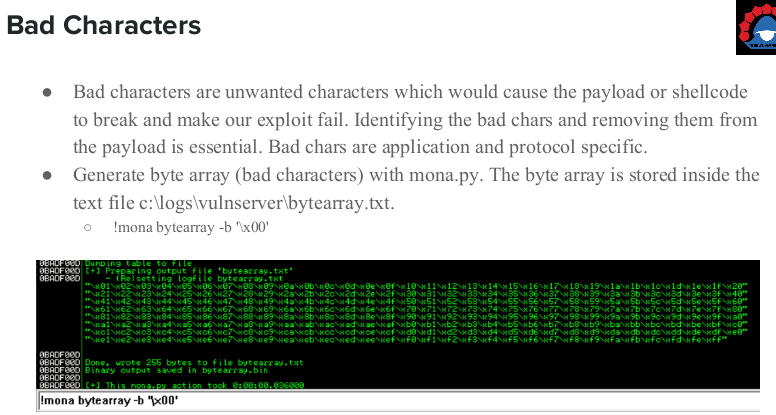 Bad Characters
● Bad characters are unwanted characters which would cause the payload or shellcode
to break and make our exploit fail. Identifying the bad chars and removing them from
the payload is essential. Bad chars are application and protocol specific.
● Generate byte array (bad characters) with mona.py. The byte array is stored inside the
text file c:\logs\vulnserver\bytearray.txt.
○ !mona bytearray -b '\x00'
0BADF00D Dumping table to file
0BADF00D [+] Preparing output file 'bytearray.txt'
0BADF00D - (Re)setting logfile bytearray.txt
"\x01\x02\x03\x04\x05\x06\x07\x08\x09\x0a\x0b\x0c\x0d\x0e\x0f\x10\x11\x12\x13\x14\x15\x16\x17\x18\x19\x1a\x1b\x1c\x1d\x1e\x1f\x20"
"\x21\x22\x23\x24\x25\x26\x27\x28\x29\x2a\x2b\x2c\x2d\x2e\x2f\x30\x31\x32\x33\x34\x35\x36\x37\x38\x39\x3a\x3b\x3c\x3d\x3e\x3f\x40"
"\x41\x42\x43\x44\x45\x46\x47\x48\x49\x4a\x4b\x4c\x4d\x4e\x4f\x50\x51\x52\x53\x54\x55\x56\x57\x58\x59\x5a\x5b\x5c\x5d\x5e\x5f\x60"
"\x61\x62\x63\x64\x65\x66\x67\x68\x69\x6a\x6b\x6c\x6d\x6e\x6f\x70\x71\x72\x73\x74\x75\x76\x77\x78\x79\x7a\x7b\x7c\x7d\x7e\x7f\x80"
"\x81\x82\x83\x84\x85\x86\x87\x88\x89\x8a\x8b\x8c\x8d\x8e\x8f\x90\x91\x92\x93\x94\x95\x96\x97\x98\x99\x9a\x9b\x9c\x9d\x9e\x9f\xa0"
"\xa1\xa2\xa3\xa4\xa5\xa6\xa7\xa8\xa9\xaa\xab\xac\xad\xae\xaf\xb0\xb1\xb2\xb3\xb4\xb5\xb6\xb7\xb8\xb9\xba\xbb\xbc\xbd\xbe\xbf\xc0"
"\xc1\xc2\xc3\xc4\xc5\xc6\xc7\xc8\xc9\xca\xcb\xcc\xcd\xce\xcf\xd0\xd1\xd2\xd3\xd4\xd5\xd6\xd7\xd8\xd9\xda\xdb\xdc\xdd\xde\xdf\xe0"
"\xe1\xe2\xe3\xe4\xe5\xe6\xe7\xe8\xe9\xea\xeb\xec\xed\xee\xef\xf0\xf1\xf2\xf3\xf4\xf5\xf6\xf7\xf8\xf9\xfa\xfb\xfc\xfd\xfe\xff"
0BADF00D
0BADF00D Done, wrote 255 bytes to file bytearray.txt
0BADF00D Binary output saved in bytearray.bin
0BADF00D
0BADF00D [+] This mona.py action took 0:00:00.036000
!mona bytearray -b '\x00'